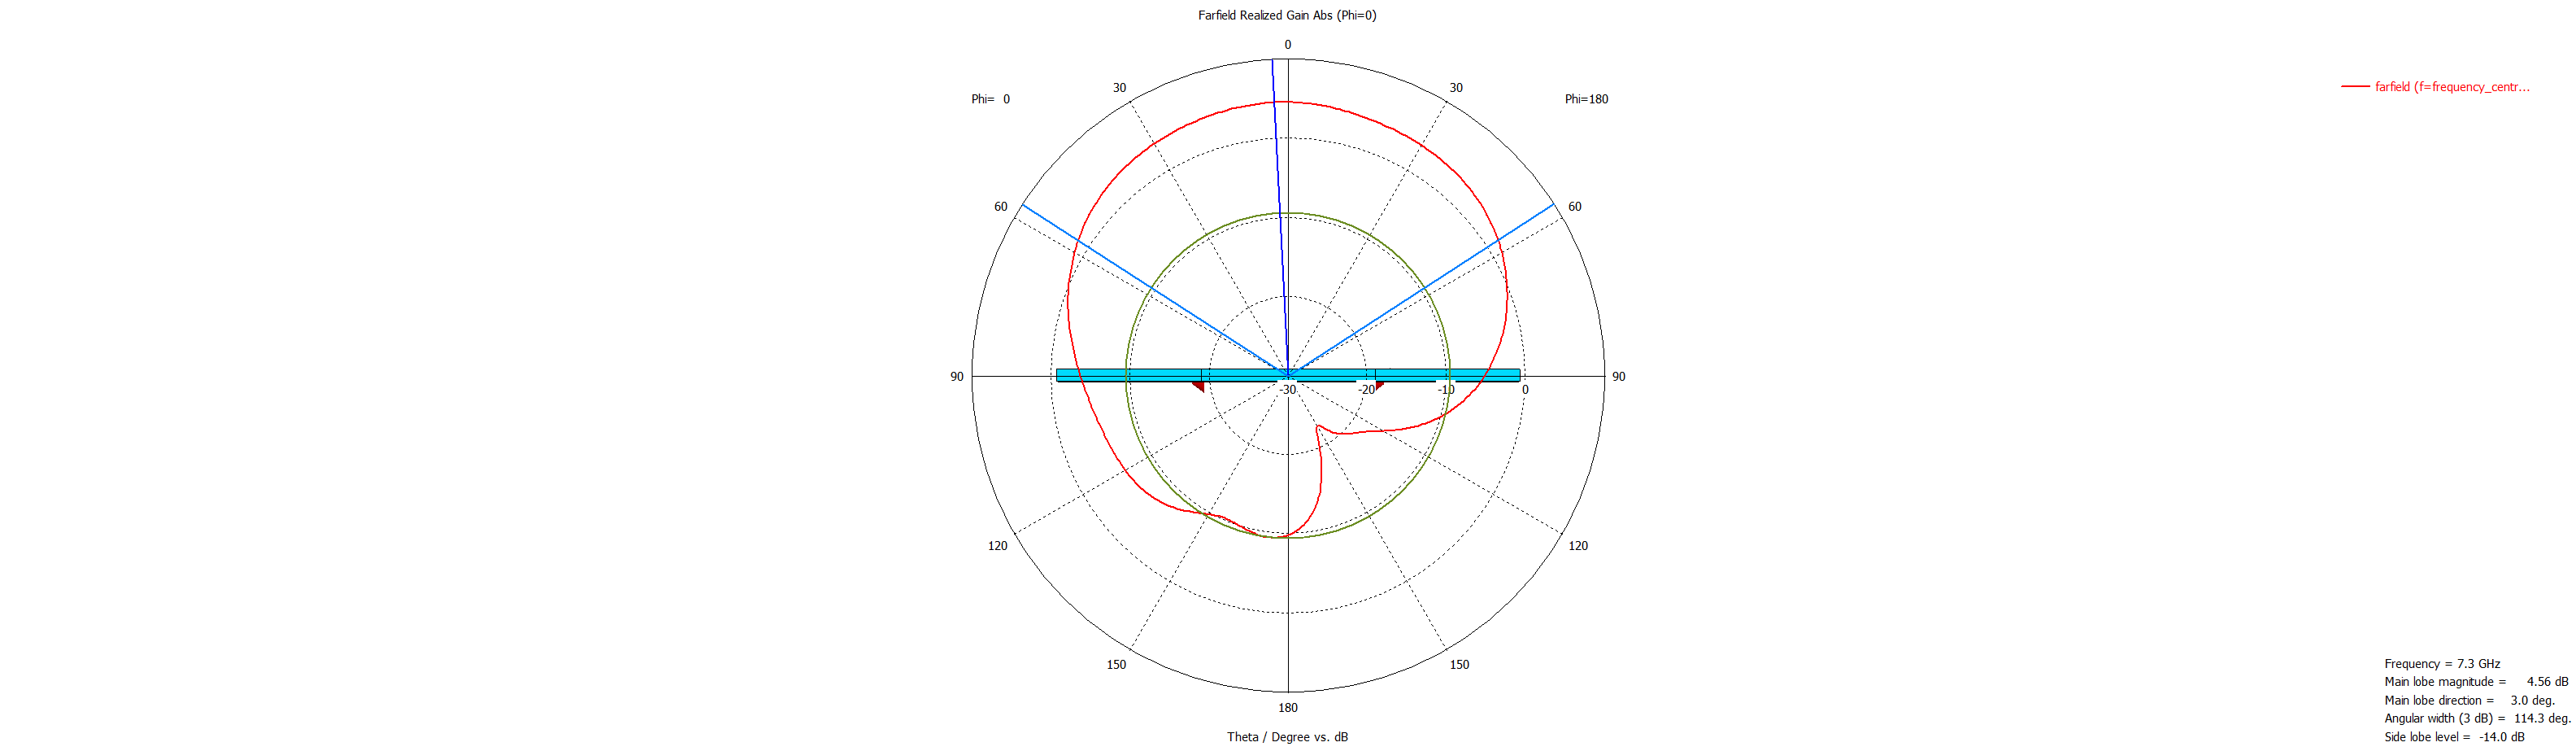 Farfield Realized Gain Abs (Phi=0)
0
30
30
Phi= 0
Phi=180
farfield (f=frequency_centr...
60
60
90
90
-30
-20
-10
0
120
120
150
150
180
Theta / Degree vs. dB
Frequency = 7.3 GHz
Main lobe magnitude = 4.56 dB
Main lobe direction = 3.0 deg.
Angular width (3 dB) = 114.3 deg.
Side lobe level = -14.0 dB